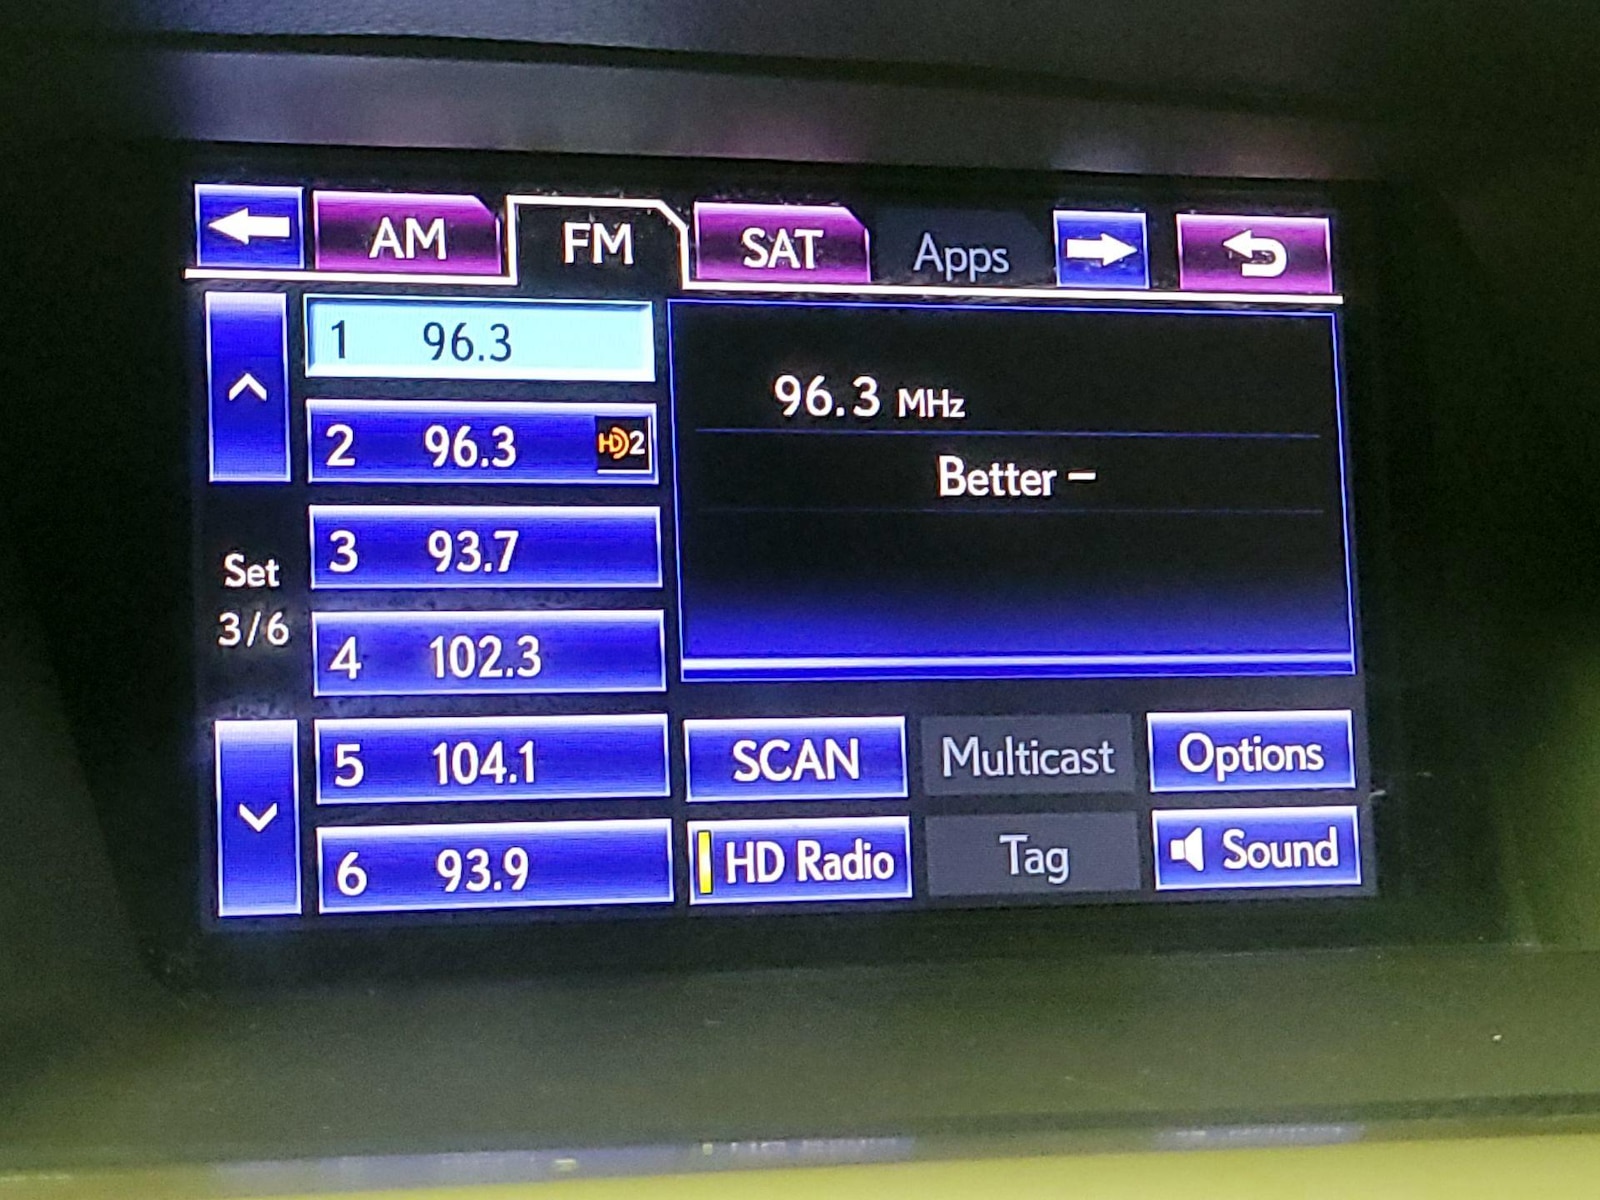 AM FM SAT Apps
1 96.3
2 96.3 HD2
3 93.7
4 102.3
5 104.1
6 93.9
Set
3/6
96.3 MHz
Better –
SCAN Multicast Options
HD Radio Tag Sound